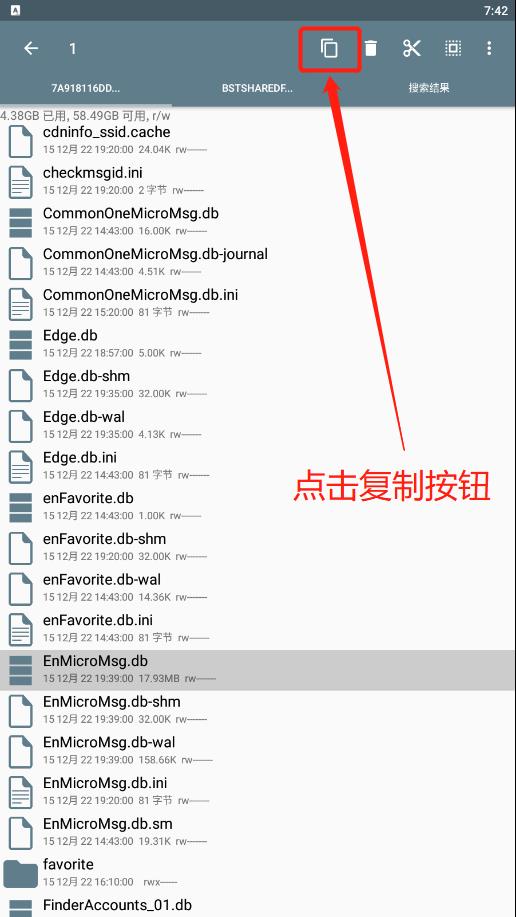 A
7:42
1
7A918116DD...
BSTSHAREDF...
搜索结果
4.38GB 已用, 58.49GB 可用, r/w
cdninfo_ssid.cache
15 12月 22 19:20:00 24.04K rw-------
checkmsgid.ini
15 12月 22 19:20:00 2 字节 rw-------
CommonOneMicroMsg.db
15 12月 22 14:43:00 16.00K rw-------
CommonOneMicroMsg.db-journal
15 12月 22 14:43:00 4.51K rw-------
CommonOneMicroMsg.db.ini
15 12月 22 15:20:00 81 字节 rw-------
Edge.db
15 12月 22 18:57:00 5.00K rw-------
Edge.db-shm
15 12月 22 19:35:00 32.00K rw-------
Edge.db-wal
15 12月 22 19:35:00 4.13K rw-------
Edge.db.ini
15 12月 22 14:43:00 81 字节 rw-------
点击复制按钮
enFavorite.db
15 12月 22 14:43:00 1.00K rw-------
enFavorite.db-shm
15 12月 22 19:20:00 32.00K rw-------
enFavorite.db-wal
15 12月 22 14:43:00 14.36K rw-------
enFavorite.db.ini
15 12月 22 14:43:00 81 字节 rw-------
EnMicroMsg.db
15 12月 22 19:39:00 17.93MB rw-------
EnMicroMsg.db-shm
15 12月 22 19:39:00 32.00K rw-------
EnMicroMsg.db-wal
15 12月 22 19:39:00 158.66K rw-------
EnMicroMsg.db.ini
15 12月 22 19:20:00 81 字节 rw-------
EnMicroMsg.db.sm
15 12月 22 14:43:00 19.31K rw-------
favorite
15 12月 22 16:10:00 rwx------
FinderAccounts_01.db